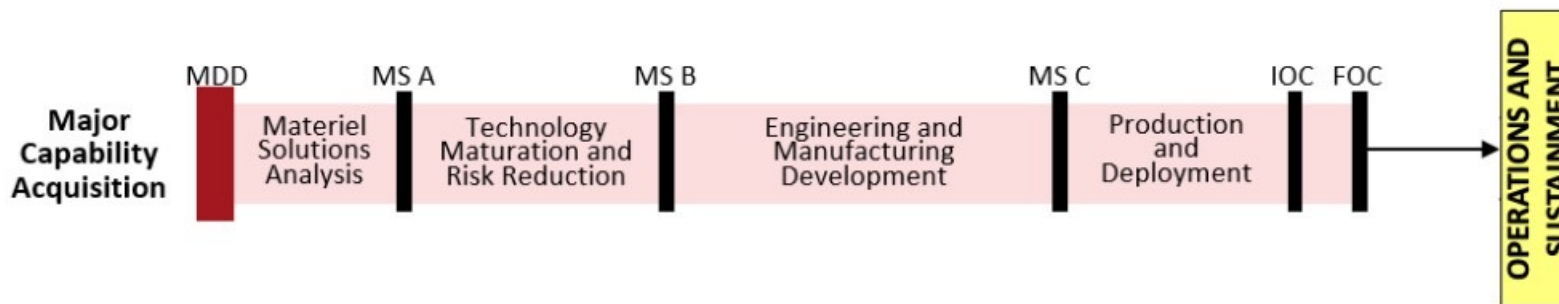 MDD MS A MS B MS C IOC FOC
Major
Capability
Acquisition
Materiel
Solutions
Analysis
Technology
Maturation and
Risk Reduction
Engineering and
Manufacturing
Development
Production
and
Deployment
OPERATIONS AND
SUSTAINMENT